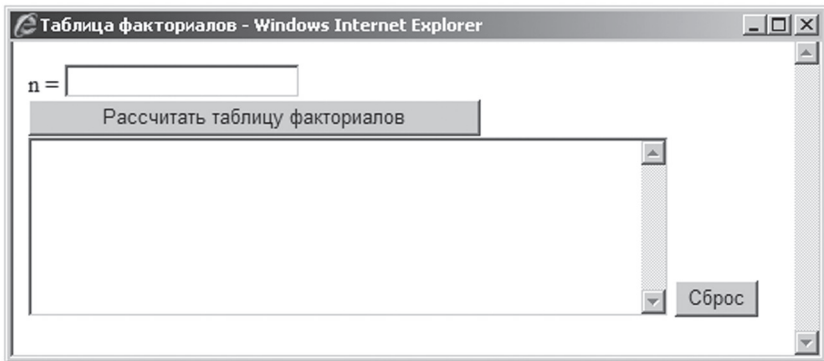 Таблица факториалов - Windows Internet Explorer
n =
Рассчитать таблицу факториалов
Сброс